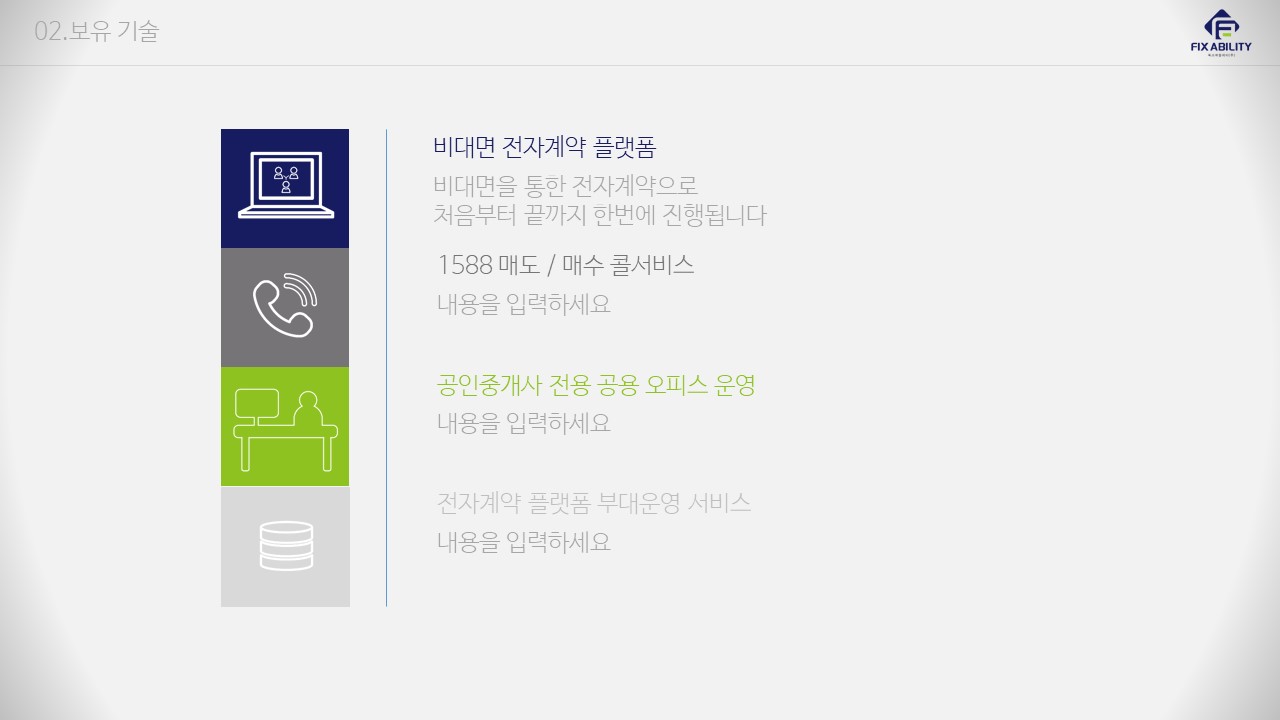 02.보유 기술
FIXABILITY
비대면 전자계약 플랫폼
비대면을 통한 전자계약으로
처음부터 끝까지 한번에 진행됩니다
1588 매도 / 매수 콜서비스
내용을 입력하세요
공인중개사 전용 공용 오피스 운영
내용을 입력하세요
전자계약 플랫폼 부대운영 서비스
내용을 입력하세요